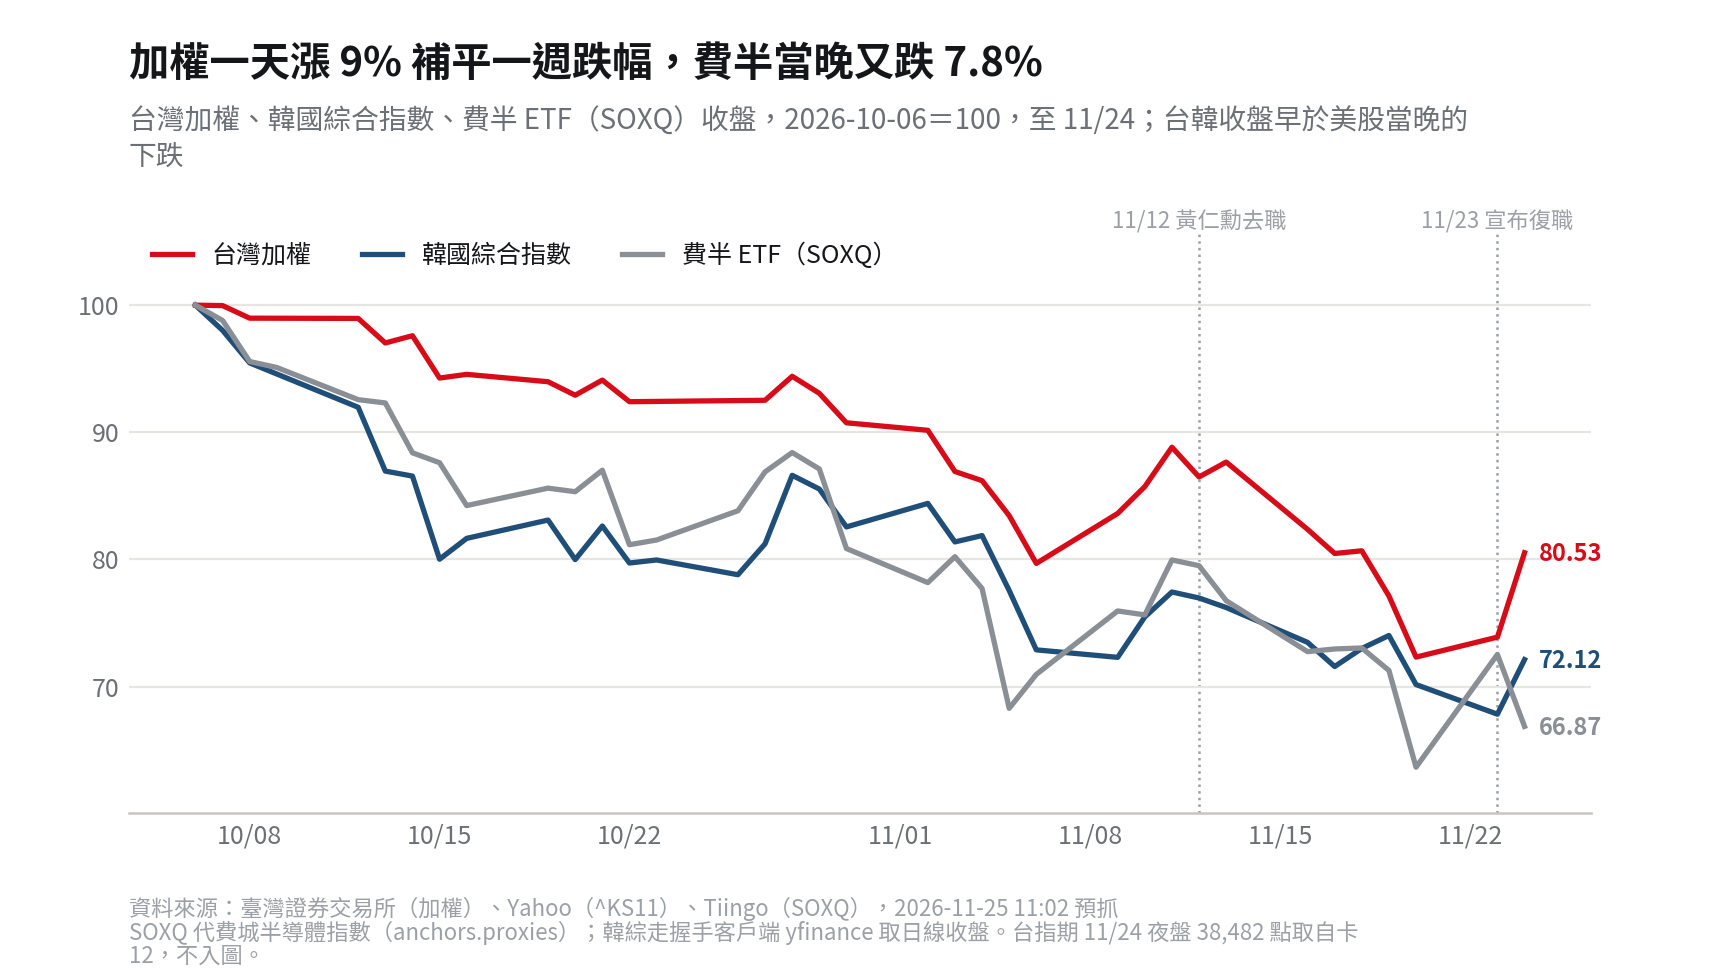 加權一天漲 9% 補平一週跌幅，費半當晚又跌 7.8%
台灣加權、韓國綜合指數、費半 ETF（SOXQ）收盤，2026-10-06＝100，至 11/24；台韓收盤早於美股當晚的
下跌
11/12 黃仁勳去職
11/23 宣布復職
台灣加權
韓國綜合指數
費半 ETF（SOXQ）
100
90
80
70
80.53
72.12
66.87
10/08
10/15
10/22
11/01
11/08
11/15
11/22
資料來源：臺灣證券交易所（加權）、Yahoo（^KS11）、Tiingo（SOXQ），2026-11-25 11:02 預抓
SOXQ 代費城半導體指數（anchors.proxies）；韓綜走握手客戶端 yfinance 取日線收盤。台指期 11/24 夜盤 38,482 點取自卡
12，不入圖。